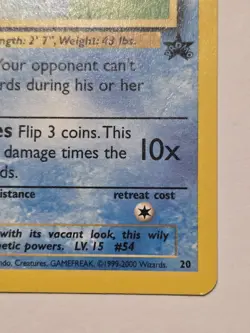 ngth: 2' 7", Weight: 43 lbs.
Your opponent can't
rds during his or her
es Flip 3 coins. This
damage times the 10x
ds.
istance retreat cost
with its vacant look, this wily
etic powers. LV. 15 #54
ndo, Creatures, GAMEFREAK. ©1999-2000 Wizards. 20